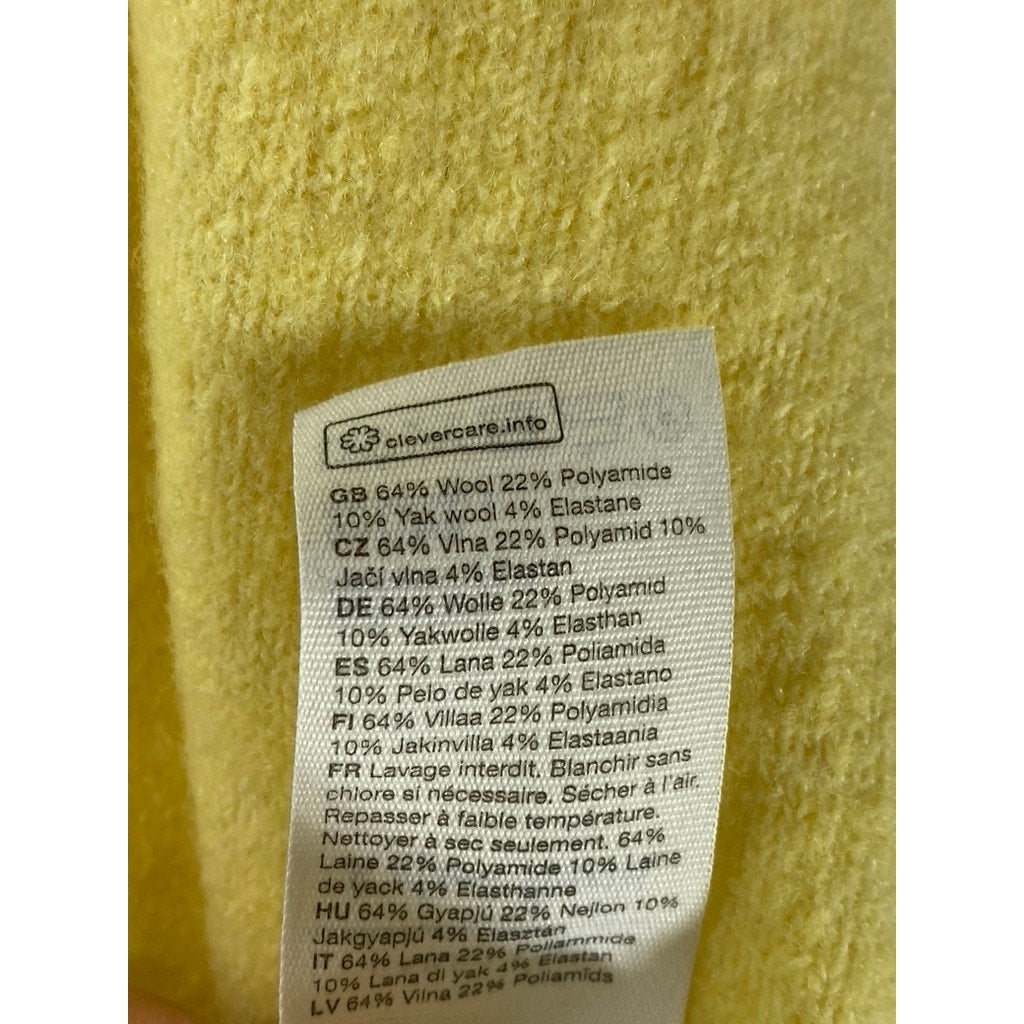 clevercare.info
GB 64% Wool 22% Polyamide
10% Yak wool 4% Elastane
CZ 64% Vlna 22% Polyamid 10%
Jačí vlna 4% Elastan
DE 64% Wolle 22% Polyamid
10% Yakwolle 4% Elasthan
ES 64% Lana 22% Poliamida
10% Pelo de yak 4% Elastano
FI 64% Villaa 22% Polyamidia
10% Jakinvilla 4% Elastaania
FR Lavage interdit. Blanchir sans
chlore si nécessaire. Sécher à l'air.
Repasser à faible température.
Nettoyer à sec seulement. 64%
Laine 22% Polyamide 10% Laine
de yack 4% Elasthanne
HU 64% Gyapjú 22% Nejlon 10%
Jakgyapjú 4% Elasztán
IT 64% Lana 22% Poliammide
10% Lana di yak 4% Elastan
LV 64% Vilna 22% Poliamīds